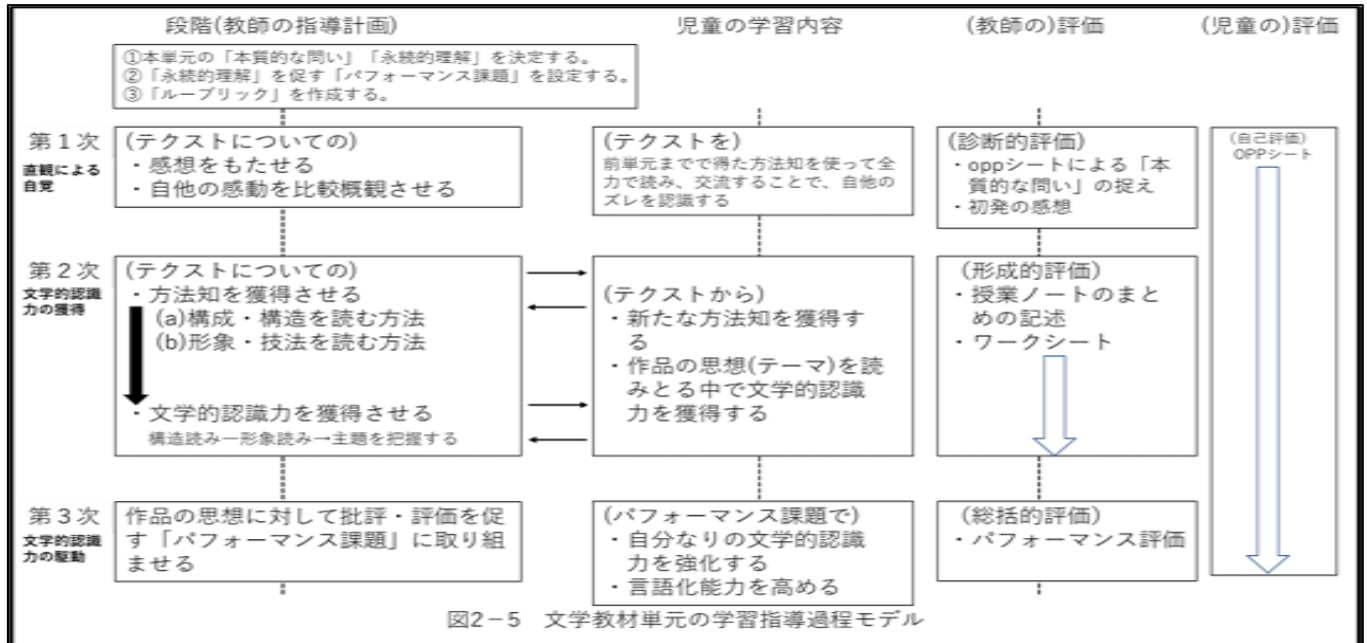 段階(教師の指導計画)
児童の学習内容
(教師の)評価
(児童の)評価
①本単元の「本質的な問い」「永続的理解」を決定する。
②「永続的理解」を促す「パフォーマンス課題」を設定する。
③「ルーブリック」を作成する。
第1次
直観による
自覚
(テクストについての)
・感想をもたせる
・自他の感動を比較概観させる
(テクストを)
前単元までで得た方法知を使って全
力で読み、交流することで、自他の
ズレを認識する
(診断的評価)
・oppシートによる「本
質的な問い」の捉え
・初発の感想
(自己評価)
OPPシート
第2次
文学的認識
力の獲得
(テクストについての)
・方法知を獲得させる
(a)構成・構造を読む方法
(b)形象・技法を読む方法
・文学的認識力を獲得させる
構造読みー形象読み→主題を把握する
(テクストから)
・新たな方法知を獲得す
る
・作品の思想(テーマ)を読
みとる中で文学的認識
力を獲得する
(形成的評価)
・授業ノートのまと
めの記述
・ワークシート
第3次
文学的認識
力の駆動
作品の思想に対して批評・評価を促
す「パフォーマンス課題」に取り組
ませる
(パフォーマンス課題で)
・自分なりの文学的認識
力を強化する
・言語化能力を高める
(総括的評価)
・パフォーマンス評価
図2-5 文学教材単元の学習指導過程モデル